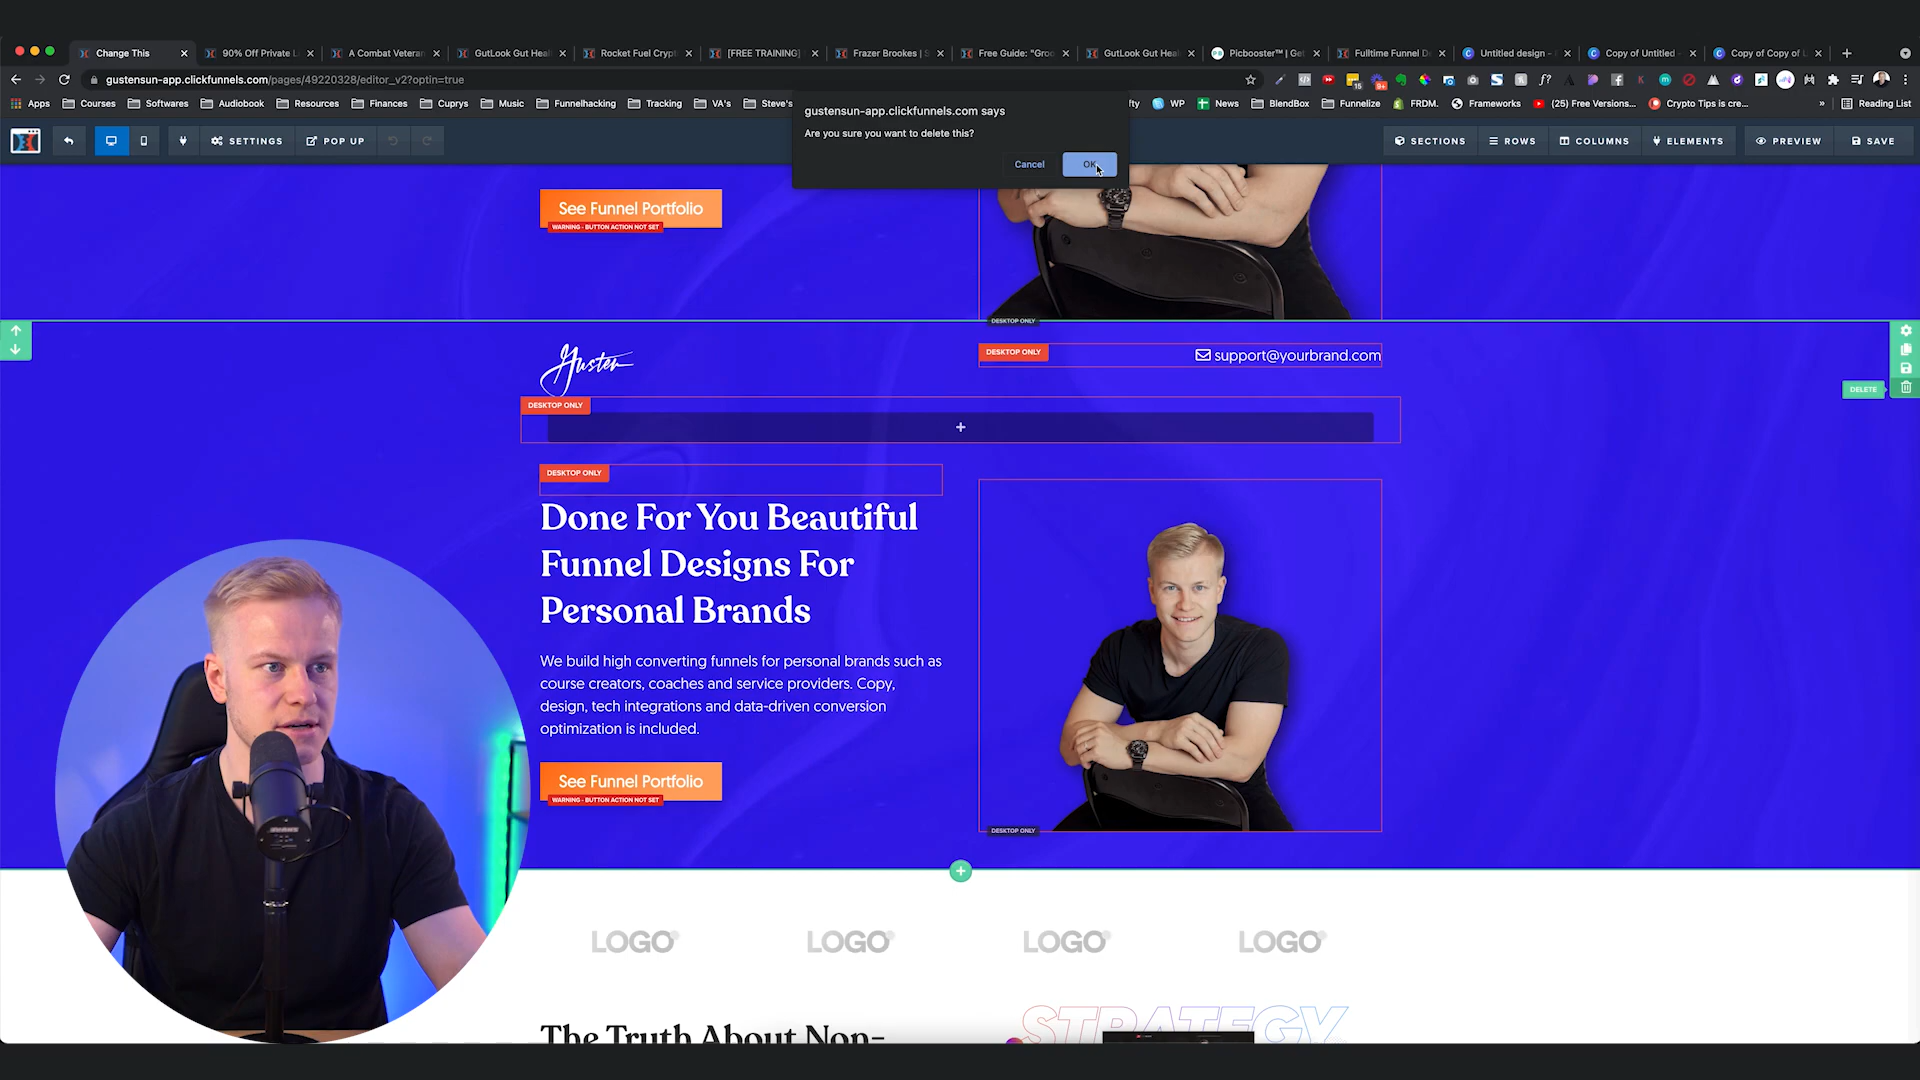 Change This
90% Off Private L
A Combat Veteran
GutLook Gut Heal
Rocket Fuel Cryp
[FREE TRAINING]
Frazer Brookes | S
Free Guide: "Groo
GutLook Gut Heal
Picbooster™ | Get
Fulltime Funnel D
Untitled design -
Copy of Untitled -
Copy of Copy of
gustensun-app.clickfunnels.com/pages/49220328/editor_v2?optin=true
Apps
Courses
Softwares
Audiobook
Resources
Finances
Cuprys
Music
Funnelhacking
Tracking
VA's
Steve's
fty
WP
News
BlendBox
Funnelize
FRDM.
Frameworks
(25) Free Versions...
Crypto Tips is cre...
»
Reading List
gustensun-app.clickfunnels.com says
Are you sure you want to delete this?
Cancel
OK
SETTINGS
POP UP
SECTIONS
ROWS
COLUMNS
ELEMENTS
PREVIEW
SAVE
See Funnel Portfolio
WARNING - BUTTON ACTION NOT SET
DESKTOP ONLY
Gusten
DESKTOP ONLY
support@yourbrand.com
DELETE
DESKTOP ONLY
DESKTOP ONLY
Done For You Beautiful
Funnel Designs For
Personal Brands
We build high converting funnels for personal brands such as
course creators, coaches and service providers. Copy,
design, tech integrations and data-driven conversion
optimization is included.
See Funnel Portfolio
WARNING - BUTTON ACTION NOT SET
DESKTOP ONLY
LOGO
LOGO
LOGO
LOGO
The Truth About Non-
STRATEGY